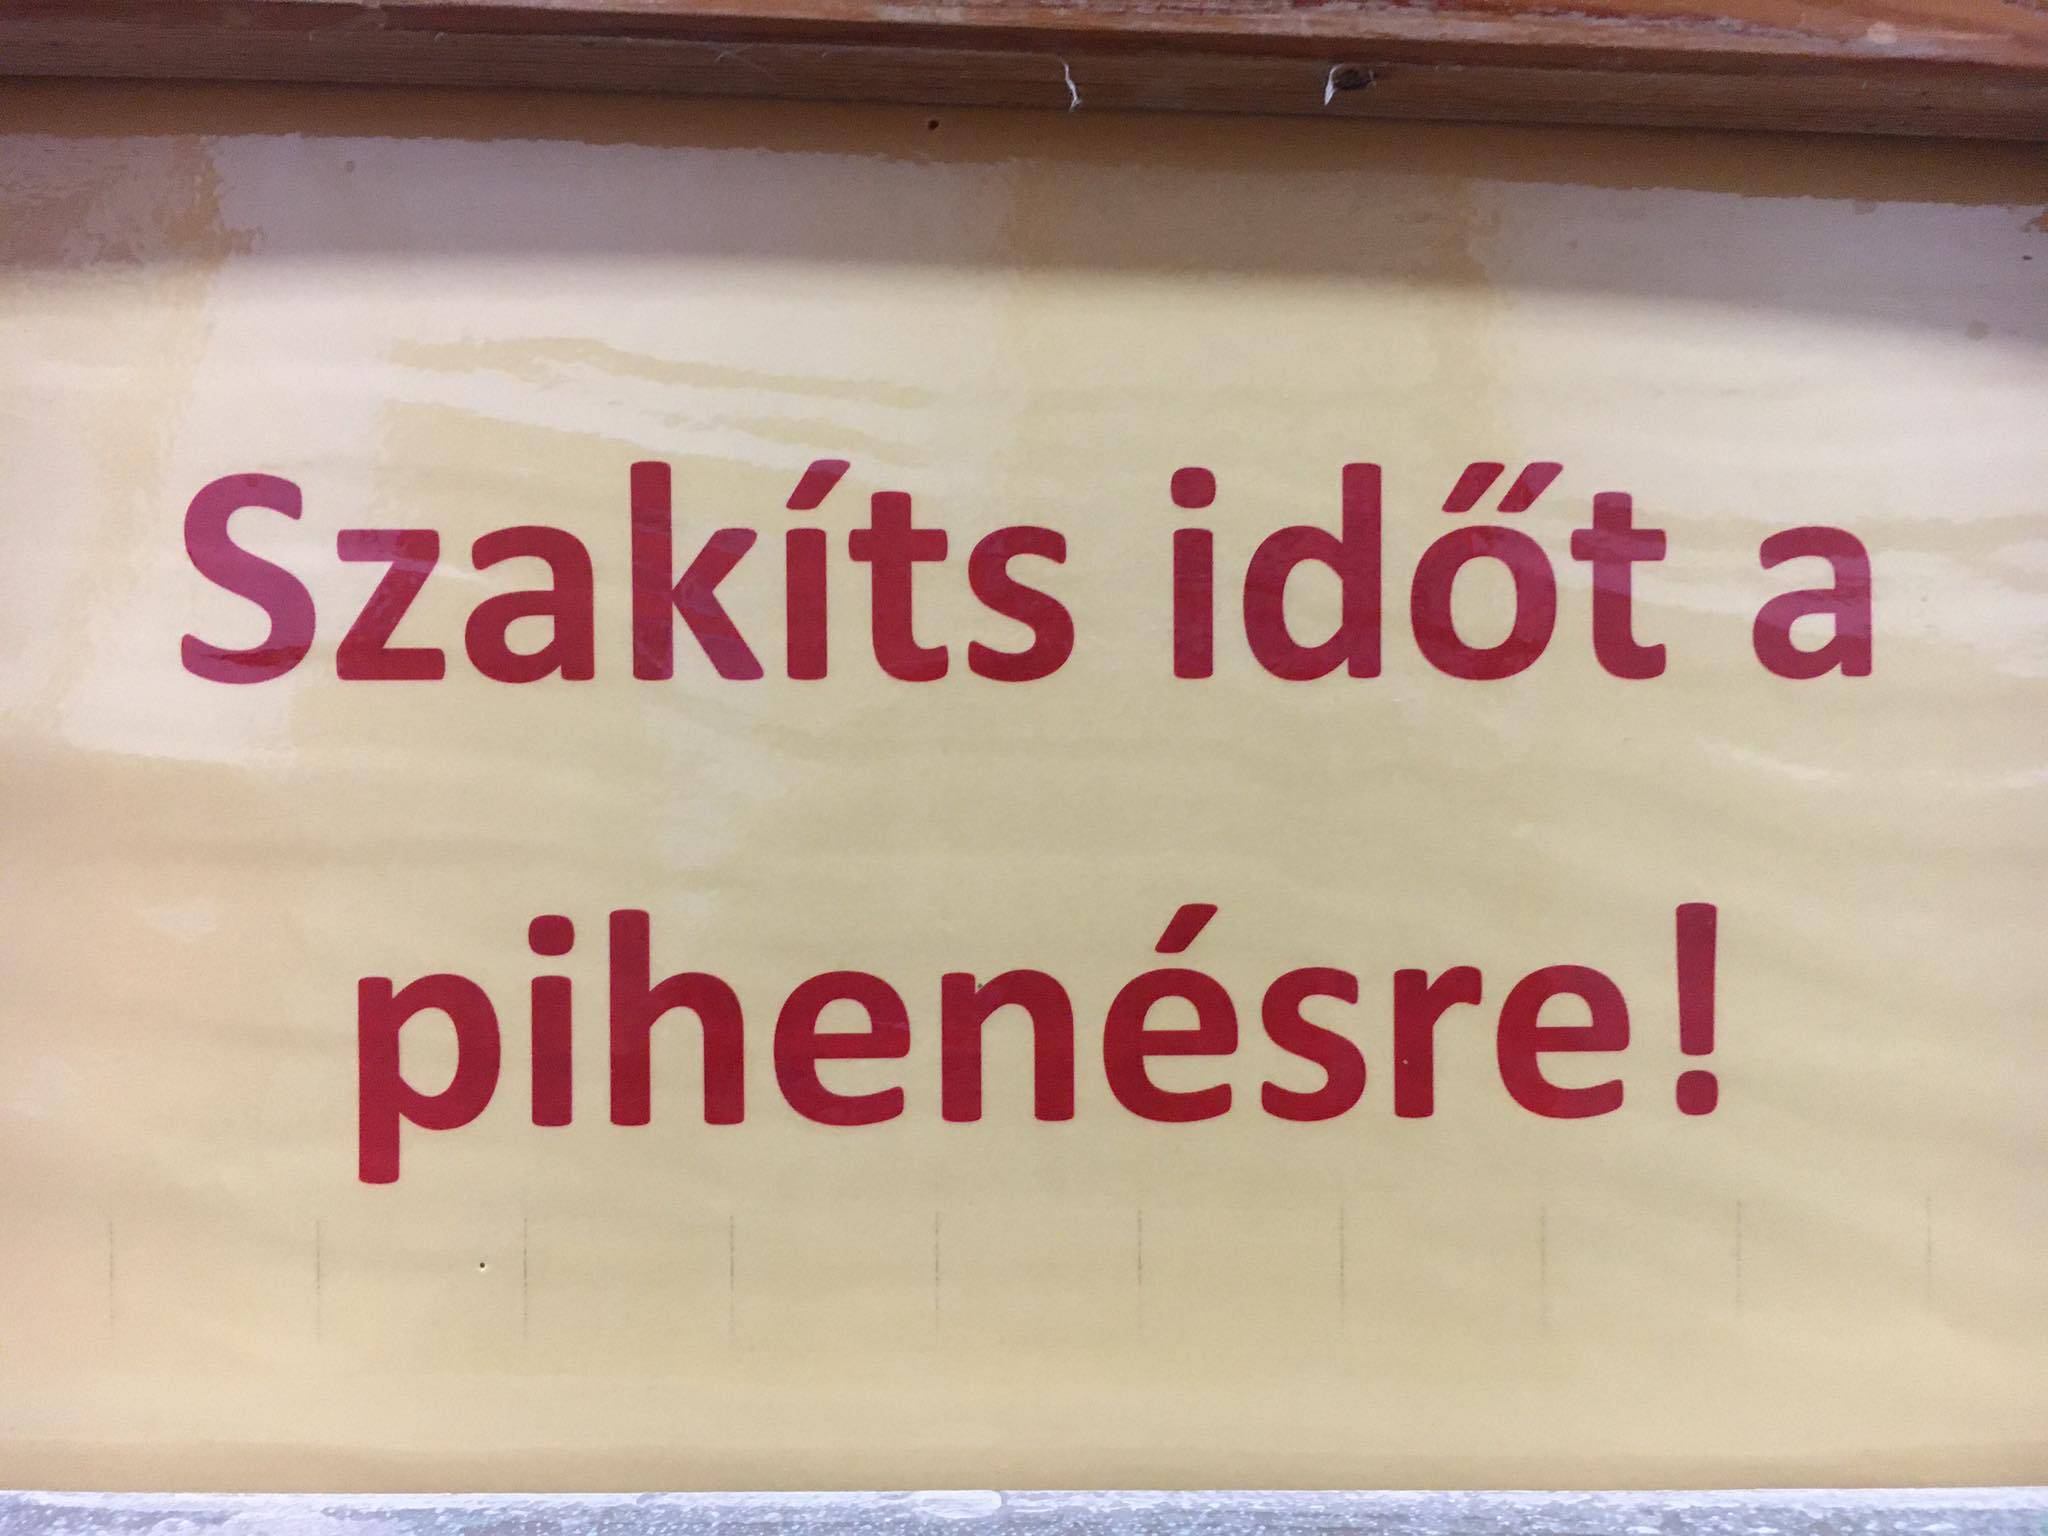 Szakíts időt a
pihenésre!